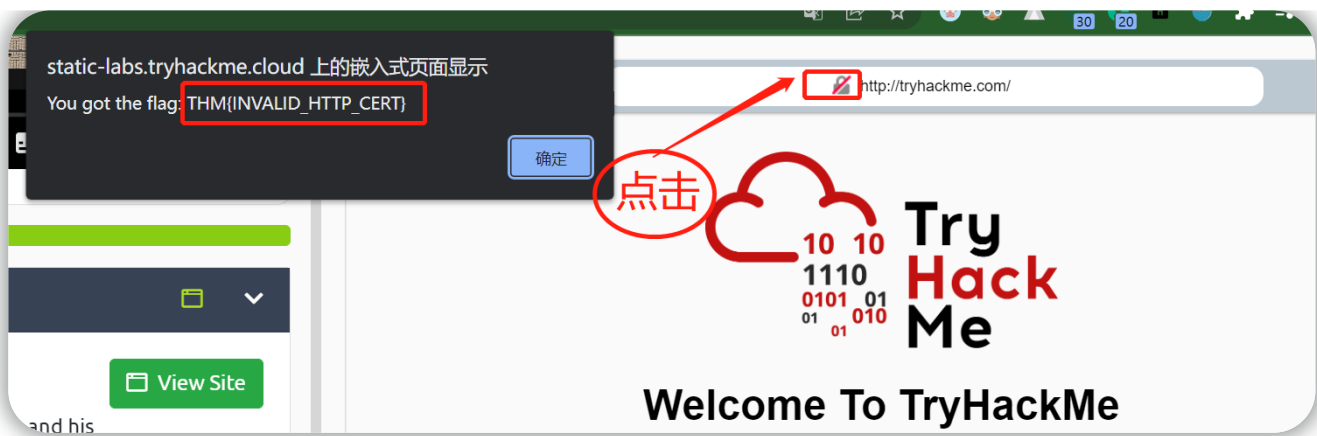 30 20
static-labs.tryhackme.cloud 上的嵌入式页面显示
You got the flag: THM{INVALID_HTTP_CERT}
确定
http://tryhackme.com/
点击
10 10
1110
0101 01
01 010
01
Try
Hack
Me
View Site
Welcome To TryHackMe
and his